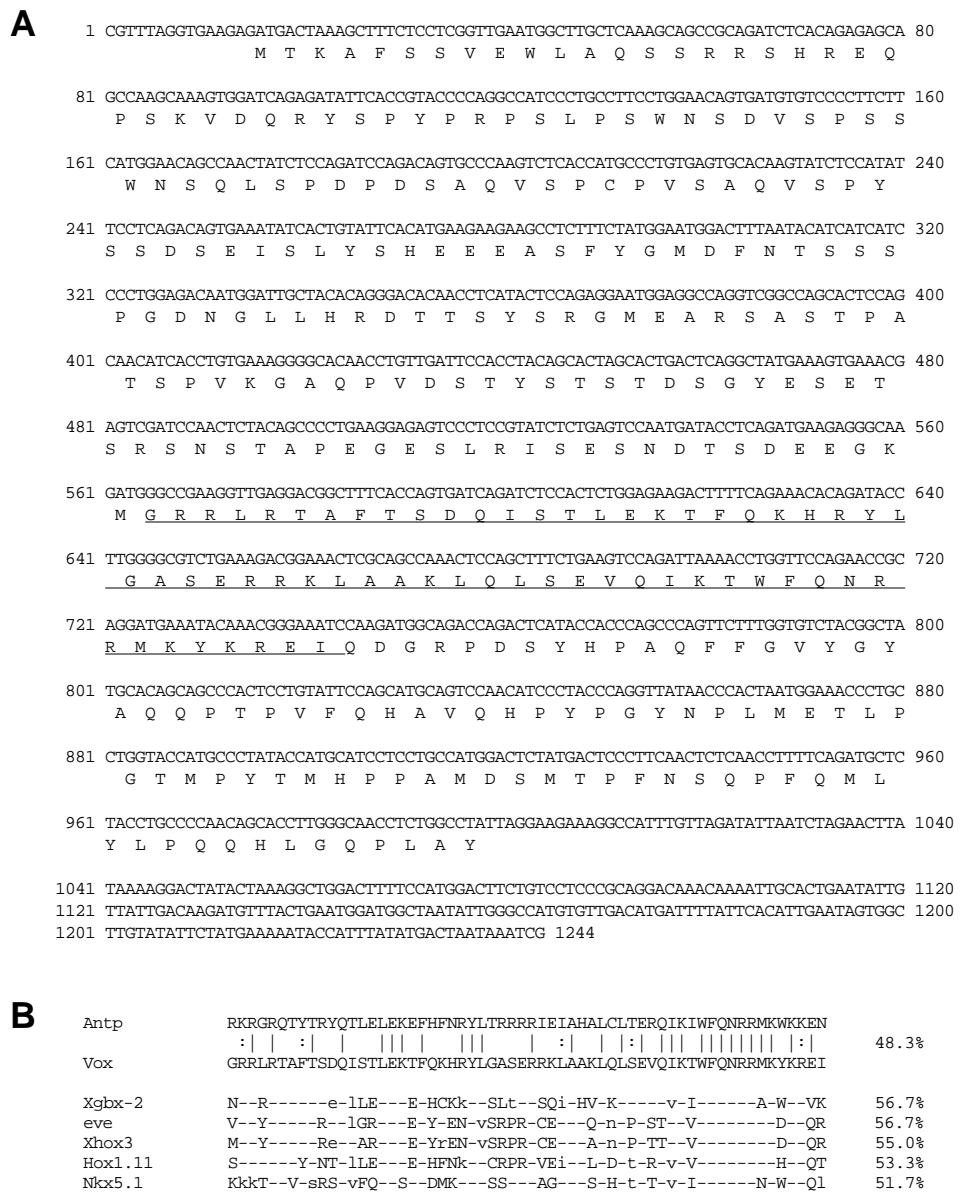 A
1 CGTTTAGGTGAAGAGATGACTAAAGCTTTCTCCTCGGTTGAATGGCTTGCTCAAAGCAGCCGCAGATCTCACAGAGAGCA 80
M T K A F S S V E W L A Q S S R R S H R E Q
81 GCCAAGCAAAGTGGATCAGAGATATTCACCGTACCCCAGGCCATCCCTGCCTTCCTGGAACAGTGATGTGTCCCCTTCTT 160
P S K V D Q R Y S P Y P R P S L P S W N S D V S P S S
161 CATGGAACAGCCAACTATCTCCAGATCCAGACAGTGCCCAAGTCTCACCATGCCCTGTGAGTGCACAAGTATCTCCATAT 240
W N S Q L S P D P D S A Q V S P C P V S A Q V S P Y
241 TCCTCAGACAGTGAAATATCACTGTATTCACATGAAGAAGAAGCCTCTTTCTATGGAATGGACTTTAATACATCATCATC 320
S S D S E I S L Y S H E E E A S F Y G M D F N T S S S
321 CCCTGGAGACAATGGATTGCTACACAGGGACACAACCTCATACTCCAGAGGAATGGAGGCCAGGTCGGCCAGCACTCCAG 400
P G D N G L L H R D T T S Y S R G M E A R S A S T P A
401 CAACATCACCTGTGAAAGGGGCACAACCTGTTGATTCCACCTACAGCACTAGCACTGACTCAGGCTATGAAAGTGAAACG 480
T S P V K G A Q P V D S T Y S T S T D S G Y E S E T
481 AGTCGATCCAACTCTACAGCCCCTGAAGGAGAGTCCCTCCGTATCTCTGAGTCCAATGATACCTCAGATGAAGAGGGCAA 560
S R S N S T A P E G E S L R I S E S N D T S D E E G K
561 GATGGGCCGAAGGTTGAGGACGGCTTTCACCAGTGATCAGATCTCCACTCTGGAGAAGACTTTTCAGAAACACAGATACC 640
M G R R L R T A F T S D Q I S T L E K T F Q K H R Y L
641 TTGGGGCGTCTGAAAGACGGAAACTCGCAGCCAAACTCCAGCTTTCTGAAGTCCAGATTAAAACCTGGTTCCAGAACCGC 720
G A S E R R K L A A K L Q L S E V Q I K T W F Q N R
721 AGGATGAAATACAAACGGGAAATCCAAGATGGCAGACCAGACTCATACCACCCAGCCCAGTTCTTTGGTGTCTACGGCTA 800
R M K Y K R E I Q D G R P D S Y H P A Q F F G V Y G Y
801 TGCACAGCAGCCCACTCCTGTATTCCAGCATGCAGTCCAACATCCCTACCCAGGTTATAACCCACTAATGGAAACCCTGC 880
A Q Q P T P V F Q H A V Q H P Y P G Y N P L M E T L P
881 CTGGTACCATGCCCTATACCATGCATCCTCCTGCCATGGACTCTATGACTCCCTTCAACTCTCAACCTTTTCAGATGCTC 960
G T M P Y T M H P P A M D S M T P F N S Q P F Q M L
961 TACCTGCCCCAACAGCACCTTGGGCAACCTCTGGCCTATTAGGAAGAAAGGCCATTTGTTAGATATTAATCTAGAACTTA 1040
Y L P Q Q H L G Q P L A Y
1041 TAAAAGGACTATACTAAAGGCTGGACTTTTCCATGGACTTCTGTCCTCCCGCAGGACAAACAAAATTGCACTGAATATTG 1120
1121 TTATTGACAAGATGTTTACTGAATGGATGGCTAATATTGGGCCATGTGTTGACATGATTTTATTCACATTGAATAGTGGC 1200
1201 TTGTATATTCTATGAAAAATACCATTTATATGACTAATAAATCG 1244
B
Antp RKRGRQTYTRYQTLELEKEFHFNRYLTRRRRIEIAHALCLTERQIKIWFQNRRMKWKKEN
:| | :| | ||| | ||| | :| | |:| ||| |||||||||| |:| 48.3%
Vox GRRLRTAFTSDQISTLEKTFQKHRYLGASERRKLAAKLQLSEVQIKTWFQNRRMKYKREI
Xgbx-2 N--R------e-lLE---E-HCKk--SLt--SQi-HV-K-----v-I------A-W--VK 56.7%
eve V--Y-----R--lGR---E-Y-EN-vSRPR-CE---Q-n-P-ST--V--------D--QR 56.7%
Xhox3 M--Y-----Re--AR---E-YrEN-vSRPR-CE---A-n-P-TT--V--------D--QR 55.0%
Hox1.11 S------Y-NT-lLE---E-HFNk--CRPR-VEi--L-D-t-R-v-V--------H--QT 53.3%
Nkx5.1 KkkT--V-sRS-vFQ--S--DMK---SS---AG---S-H-t-T-v-I------N-W--Ql 51.7%